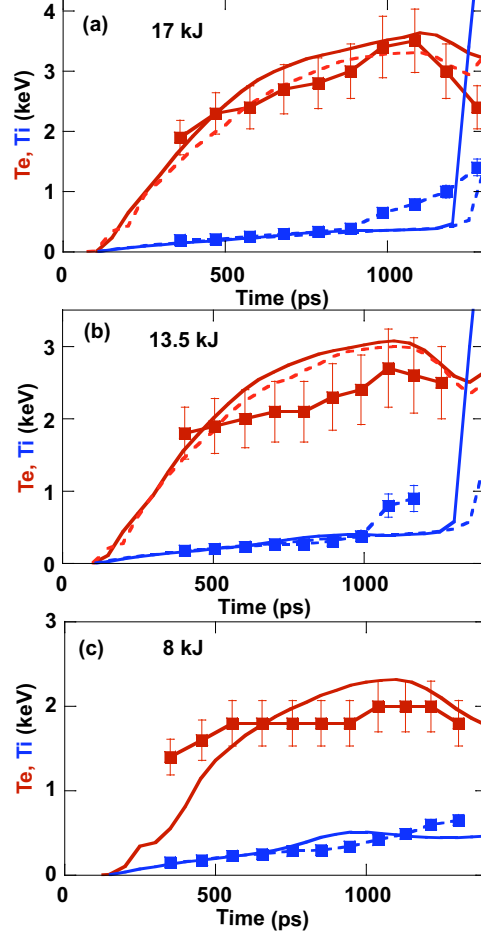 (a)
17 kJ
4
3
2
1
0
Te, Ti (keV)
0
500
1000
Time (ps)
(b)
13.5 kJ
3
2
1
0
Te, Ti (keV)
0
500
1000
Time (ps)
(c)
8 kJ
3
2
1
0
Te, Ti (keV)
0
500
1000
Time (ps)